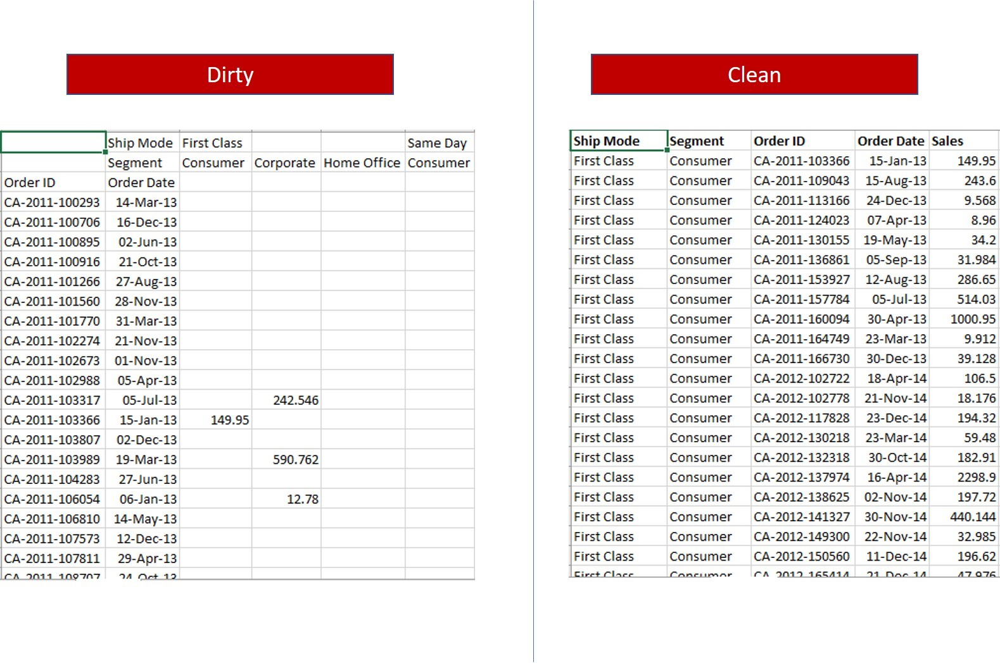 Dirty
Ship Mode First Class Same Day
Segment Consumer Corporate Home Office Consumer
Order ID Order Date
CA-2011-100293 14-Mar-13
CA-2011-100706 16-Dec-13
CA-2011-100895 02-Jun-13
CA-2011-100916 21-Oct-13
CA-2011-101266 27-Aug-13
CA-2011-101560 28-Nov-13
CA-2011-101770 31-Mar-13
CA-2011-102274 21-Nov-13
CA-2011-102673 01-Nov-13
CA-2011-102988 05-Apr-13
CA-2011-103317 05-Jul-13 242.546
CA-2011-103366 15-Jan-13 149.95
CA-2011-103807 02-Dec-13
CA-2011-103989 19-Mar-13 590.762
CA-2011-104283 27-Jun-13
CA-2011-106054 06-Jan-13 12.78
CA-2011-106810 14-May-13
CA-2011-107573 12-Dec-13
CA-2011-107811 29-Apr-13
CA-2011-108707 24-Oct-13
Clean
Ship Mode Segment Order ID Order Date Sales
First Class Consumer CA-2011-103366 15-Jan-13 149.95
First Class Consumer CA-2011-109043 15-Aug-13 243.6
First Class Consumer CA-2011-113166 24-Dec-13 9.568
First Class Consumer CA-2011-124023 07-Apr-13 8.96
First Class Consumer CA-2011-130155 19-May-13 34.2
First Class Consumer CA-2011-136861 05-Sep-13 31.984
First Class Consumer CA-2011-153927 12-Aug-13 286.65
First Class Consumer CA-2011-157784 05-Jul-13 514.03
First Class Consumer CA-2011-160094 30-Apr-13 1000.95
First Class Consumer CA-2011-164749 23-Mar-13 9.912
First Class Consumer CA-2011-166730 30-Dec-13 39.128
First Class Consumer CA-2012-102722 18-Apr-14 106.5
First Class Consumer CA-2012-102778 21-Nov-14 18.176
First Class Consumer CA-2012-117828 23-Dec-14 194.32
First Class Consumer CA-2012-130218 23-Mar-14 59.48
First Class Consumer CA-2012-132318 30-Oct-14 182.91
First Class Consumer CA-2012-137974 16-Apr-14 2298.9
First Class Consumer CA-2012-138625 02-Nov-14 197.72
First Class Consumer CA-2012-141327 30-Nov-14 440.144
First Class Consumer CA-2012-149300 22-Nov-14 32.985
First Class Consumer CA-2012-150560 11-Dec-14 196.62
First Class Consumer CA-2012-165414 21-Dec-14 47.976